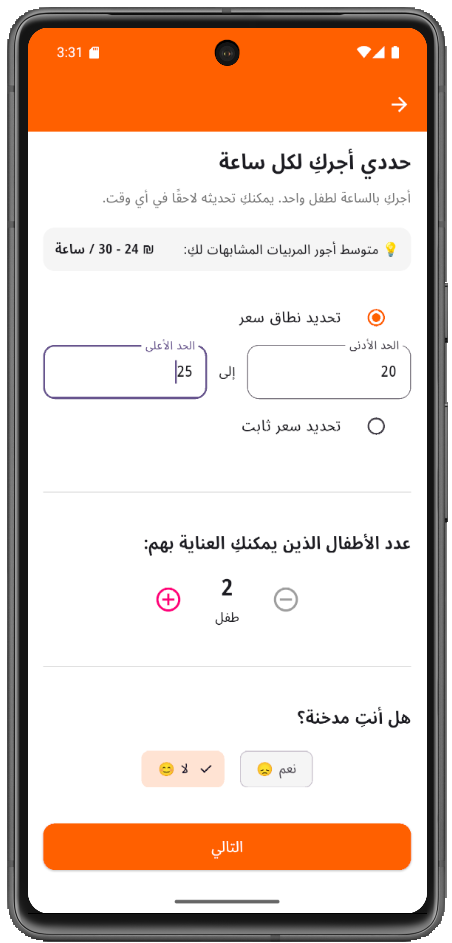 3:31
حددي أجركِ لكل ساعة
أجركِ بالساعة لطفل واحد. يمكنكِ تحديثه لاحقًا في أي وقت.
💡 متوسط أجور المربيات المشابهات لكِ: ₪ 24 - 30 / ساعة
تحديد نطاق سعر
الحد الأدنى الحد الأعلى
20 إلى 25
تحديد سعر ثابت
عدد الأطفال الذين يمكنكِ العناية بهم:
2
طفل
هل أنتِ مدخنة؟
نعم 😞 لا 😊
التالي